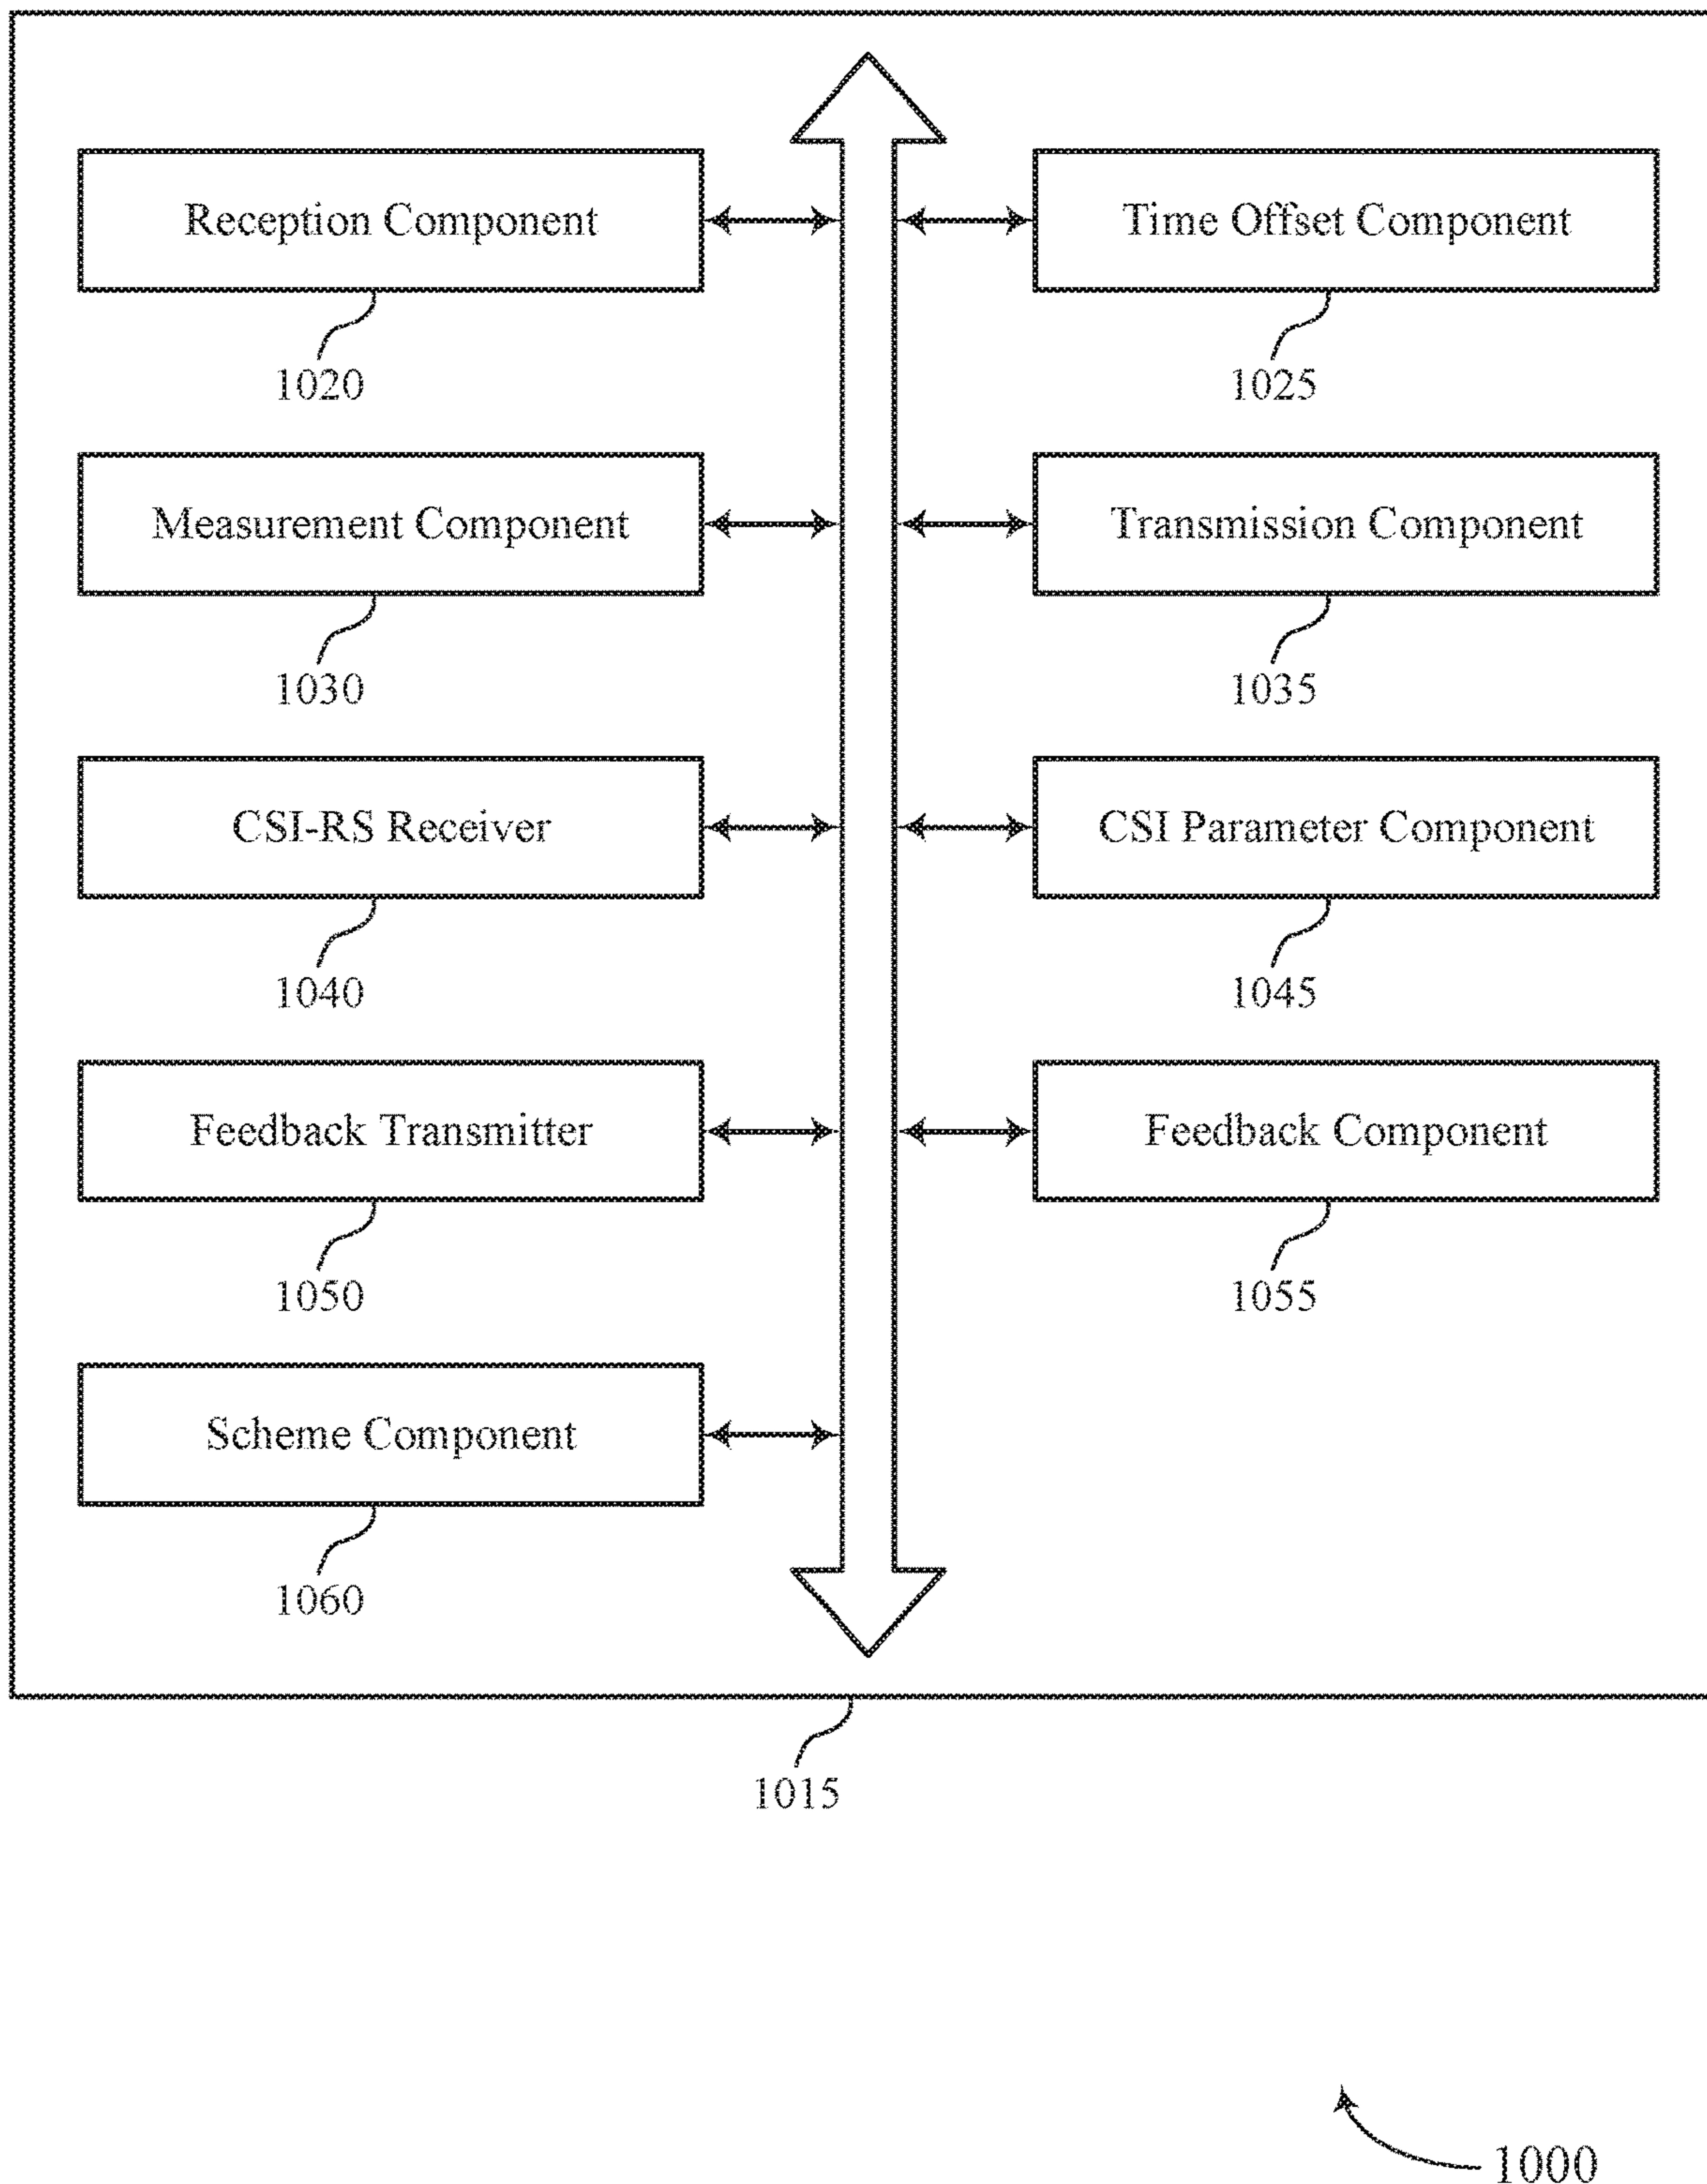 Reception Component
Time Offset Component
1020
1025
Measurement Component
Transmission Component
1030
1035
CSI-RS Receiver
CSI Parameter Component
1040
1045
Feedback Transmitter
Feedback Component
1050
1055
Scheme Component
1060
1015
1000